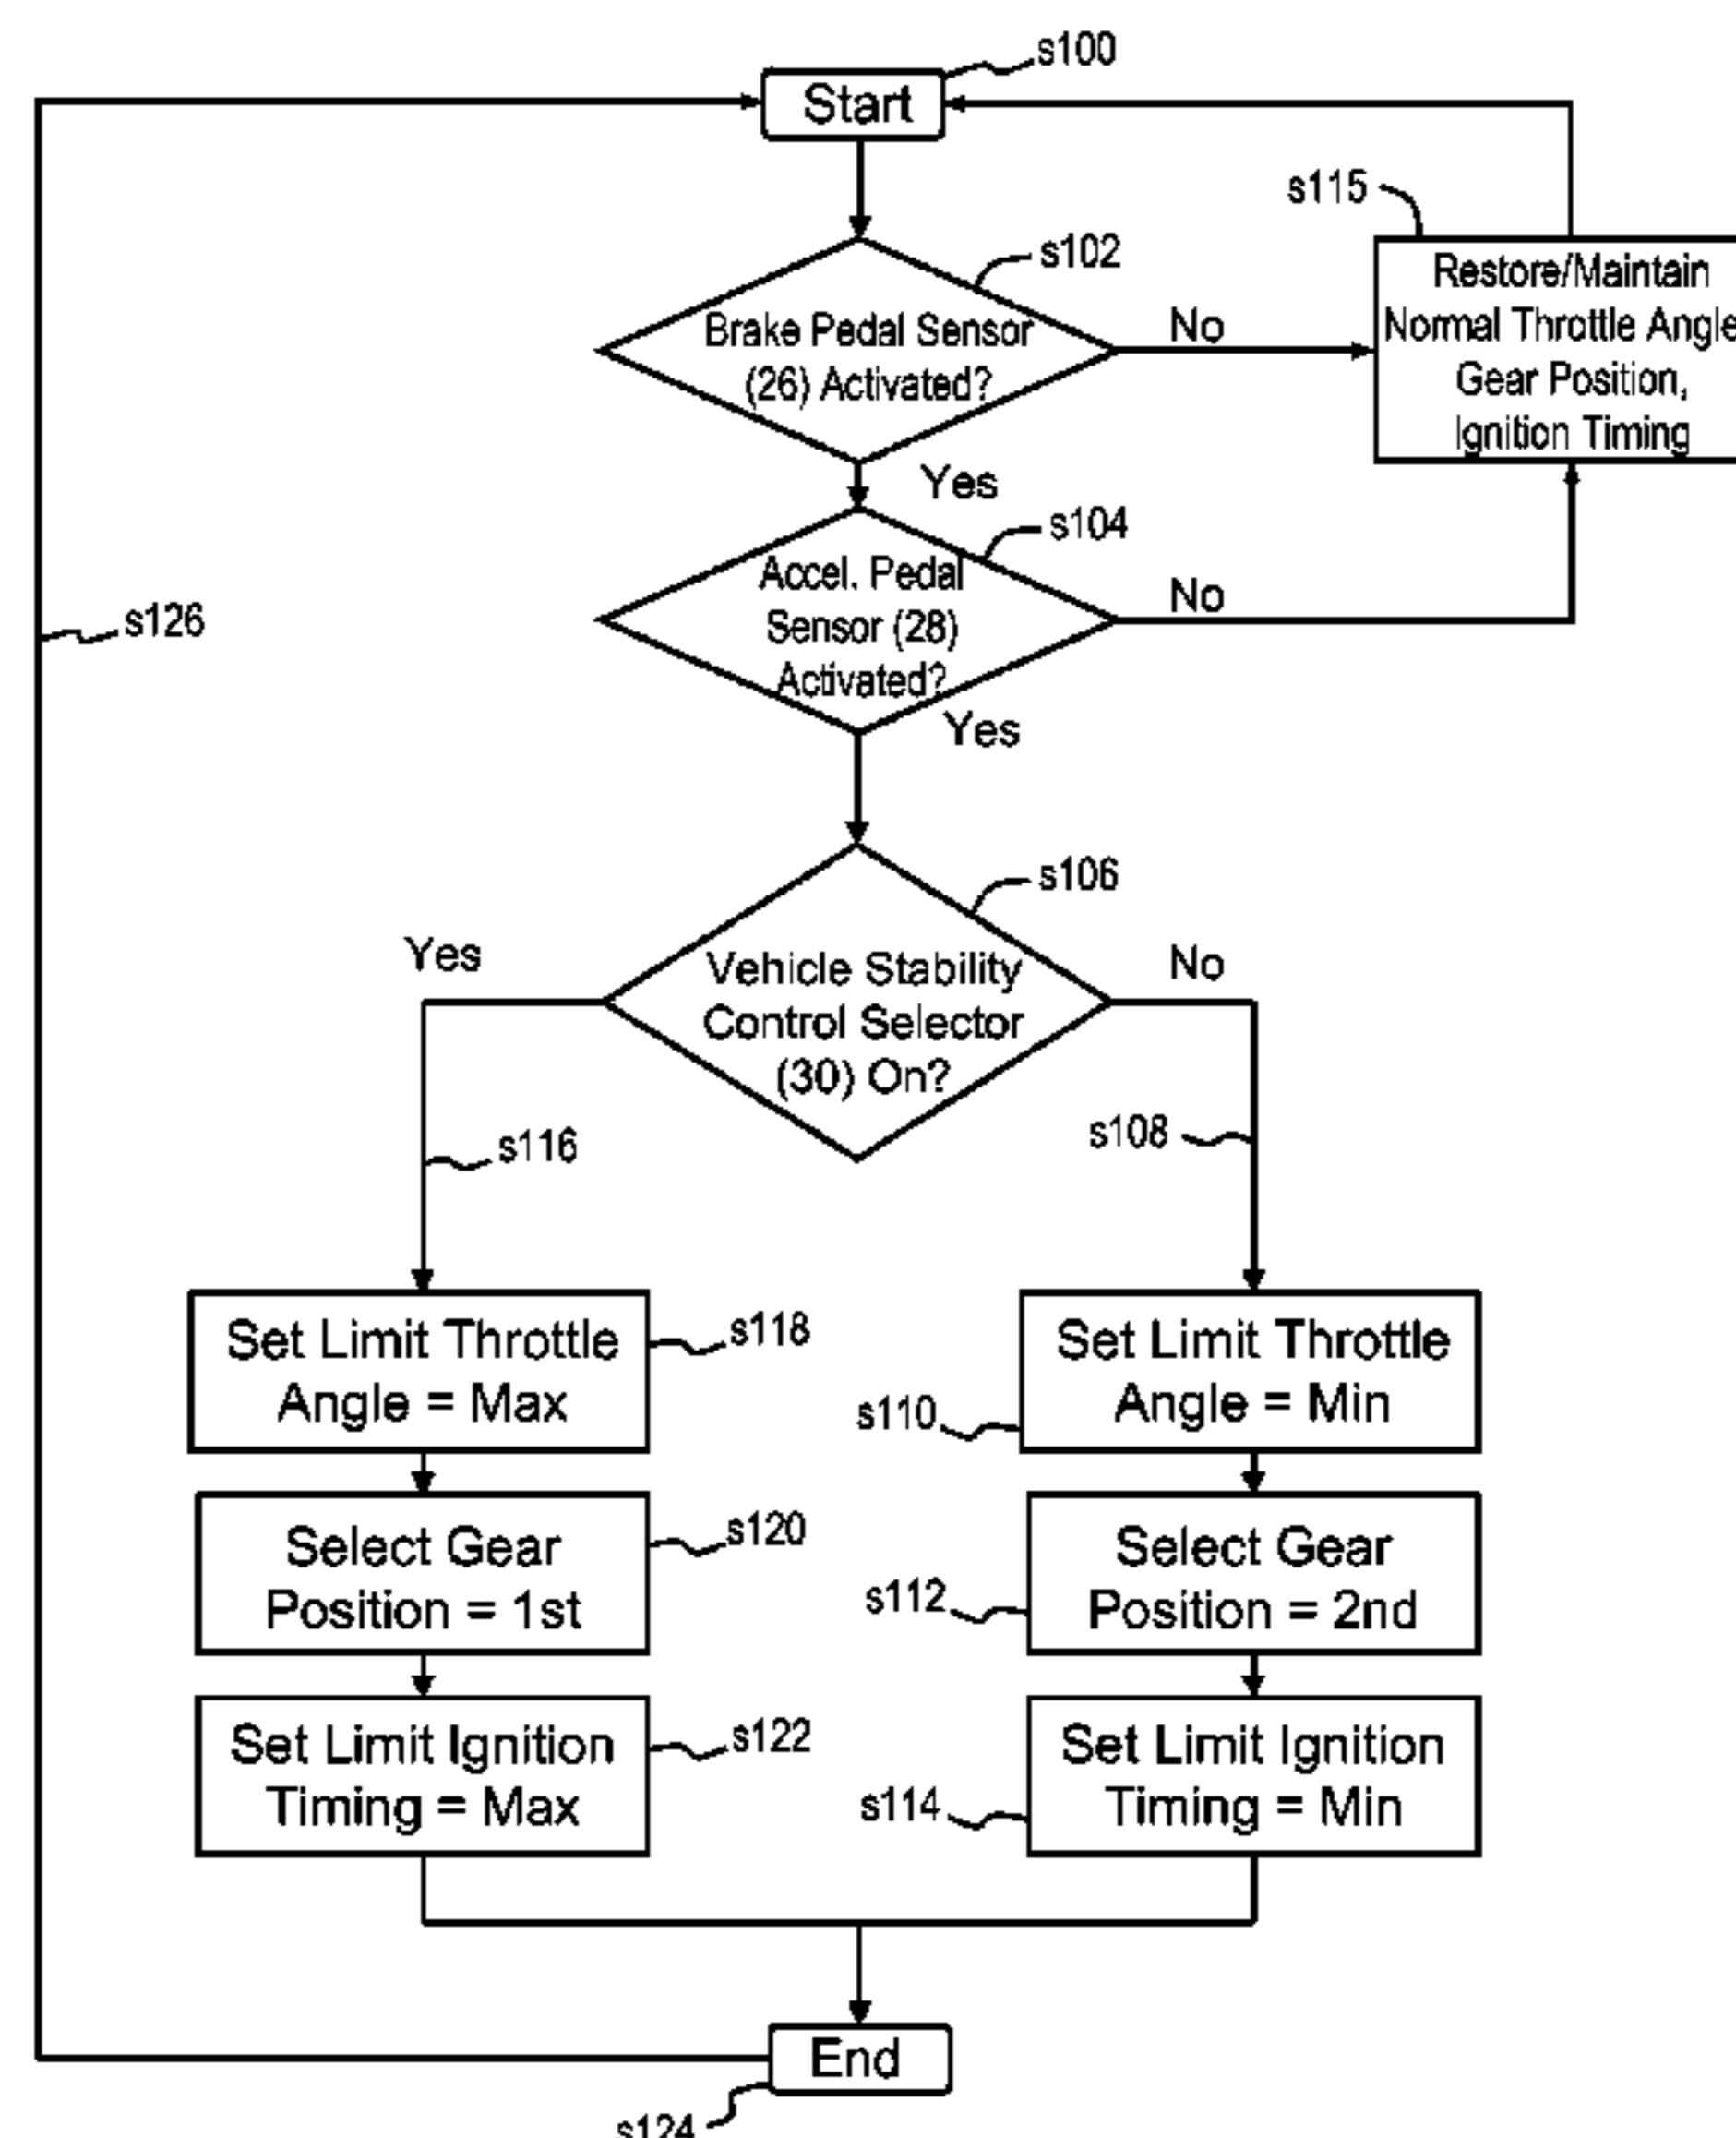 s100
Start
s115
s102
Restore/Maintain
Normal Throttle Angle
Gear Position,
Ignition Timing
Brake Pedal Sensor
(26) Activated?
No
Yes
s104
Accel. Pedal
Sensor (28)
Activated?
No
Yes
s126
s106
Yes
Vehicle Stability
Control Selector
(30) On?
No
s116
s108
Set Limit Throttle
Angle = Max
s118
Set Limit Throttle
Angle = Min
s110
Select Gear
Position = 1st
s120
Select Gear
Position = 2nd
s112
Set Limit Ignition
Timing = Max
s122
Set Limit Ignition
Timing = Min
s114
End
s124